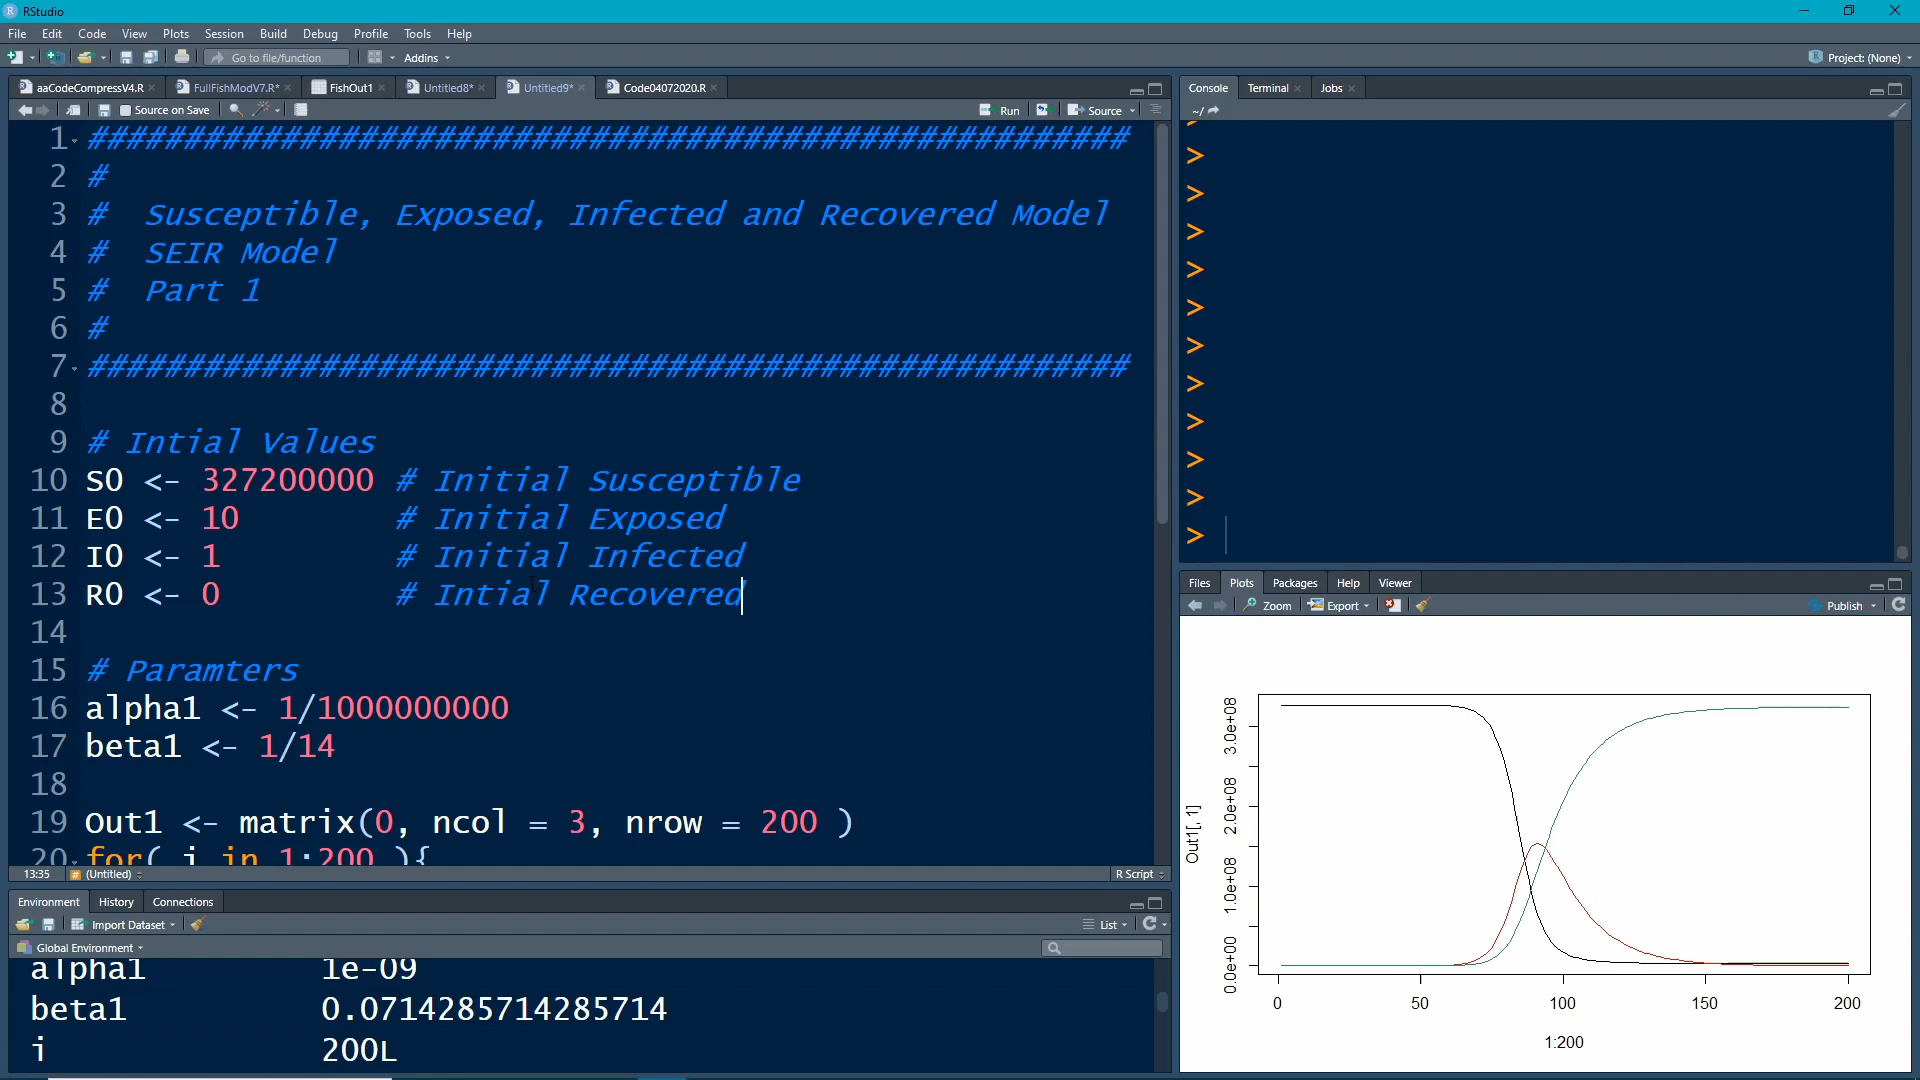 RStudio
File Edit Code View Plots Session Build Debug Profile Tools Help
Go to file/function Addins Project: (None)
aaCodeCompressV4.R FullFishModV7.R* FishOut1 Untitled8* Untitled9* Code04072020.R
Source on Save Run Source
1 ######################################################
2 #
3 # Susceptible, Exposed, Infected and Recovered Model
4 # SEIR Model
5 # Part 1
6 #
7 ######################################################
8
9 # Intial Values
10 S0 <- 327200000 # Initial Susceptible
11 E0 <- 10 # Initial Exposed
12 I0 <- 1 # Initial Infected
13 R0 <- 0 # Intial Recovered
14
15 # Paramters
16 alpha1 <- 1/1000000000
17 beta1 <- 1/14
18
19 Out1 <- matrix(0, ncol = 3, nrow = 200 )
20 for( i in 1:200 ){
13:35 (Untitled) R Script
Environment History Connections
Import Dataset List
Global Environment
alpha1 1e-09
beta1 0.0714285714285714
i 200L
Console Terminal Jobs
~/
>
>
>
>
>
>
>
>
>
>
>
Files Plots Packages Help Viewer
Zoom Export Publish
Out1[, 1]
3.0e+08
2.0e+08
1.0e+08
0.0e+00
0 50 100 150 200
1:200